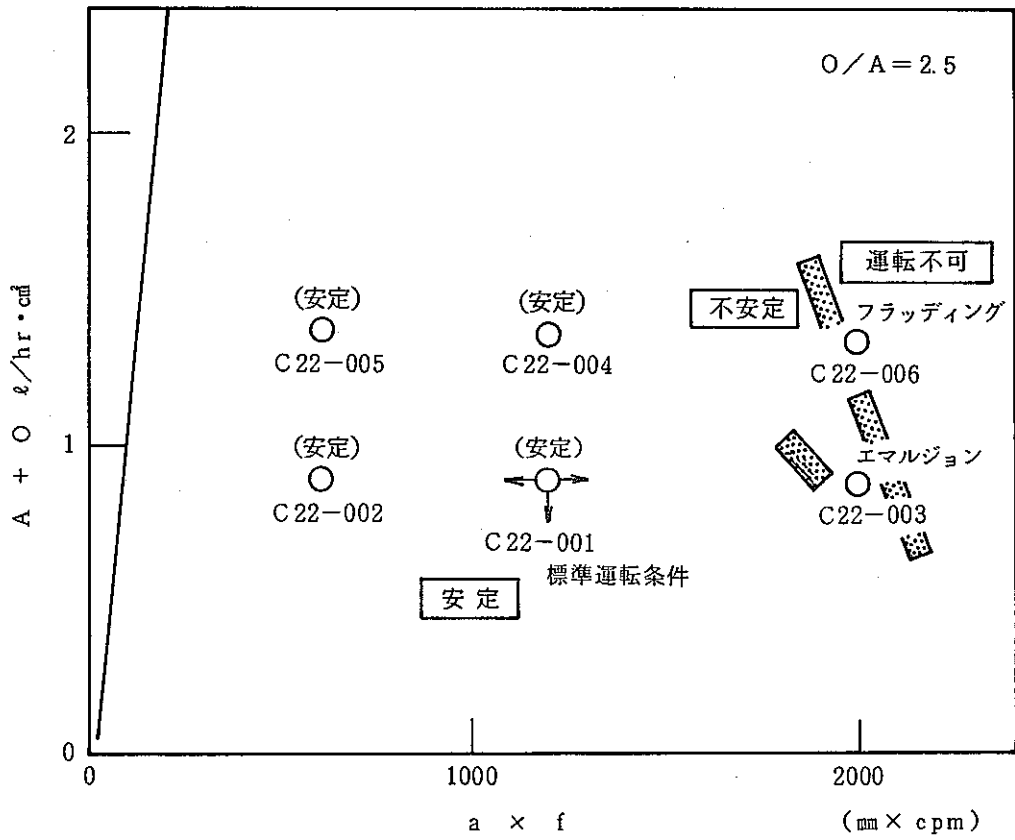 O／A＝2.5
2
運転不可
不安定
フラッディング
(安定)
C22－005
(安定)
C22－004
C22－006
1
(安定)
C22－002
(安定)
C22－001
標準運転条件
エマルジョン
C22－003
安定
0
0
1000
2000
a × f
(mm× cpm)
A + O ℓ/hr・cm²